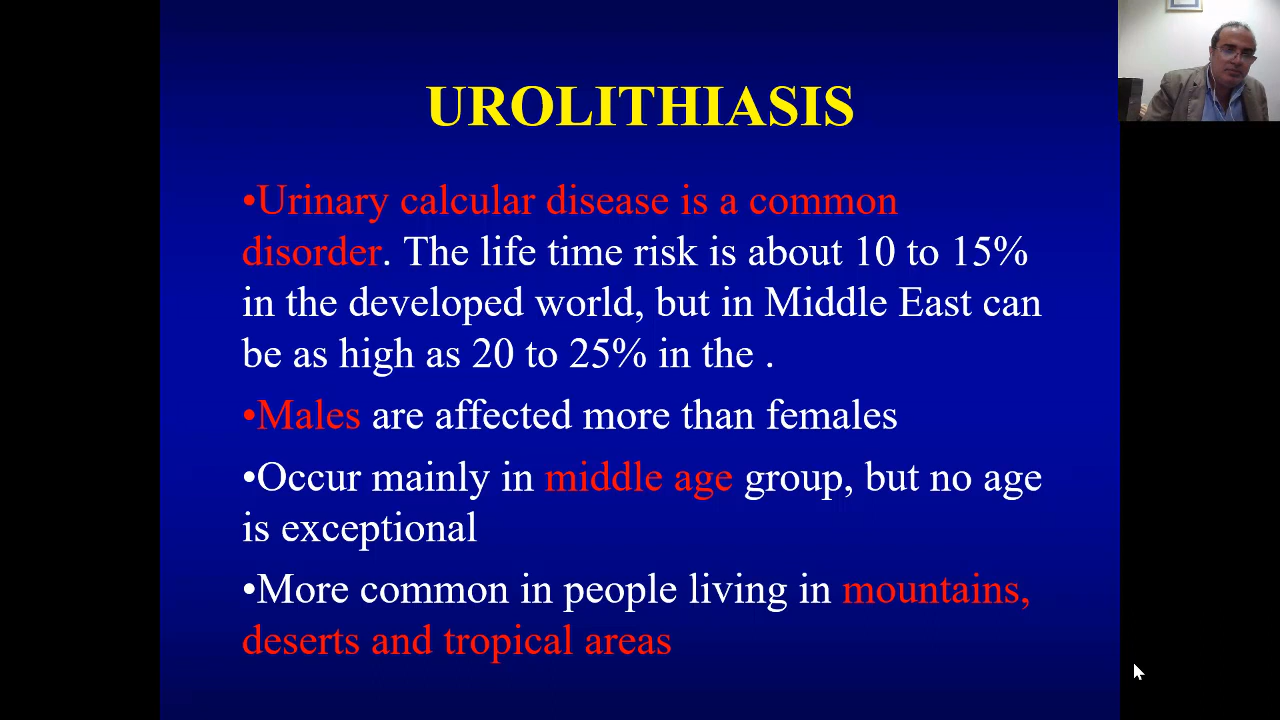 UROLITHIASIS
•Urinary calcular disease is a common
disorder. The life time risk is about 10 to 15%
in the developed world, but in Middle East can
be as high as 20 to 25% in the .
•Males are affected more than females
•Occur mainly in middle age group, but no age
is exceptional
•More common in people living in mountains,
deserts and tropical areas